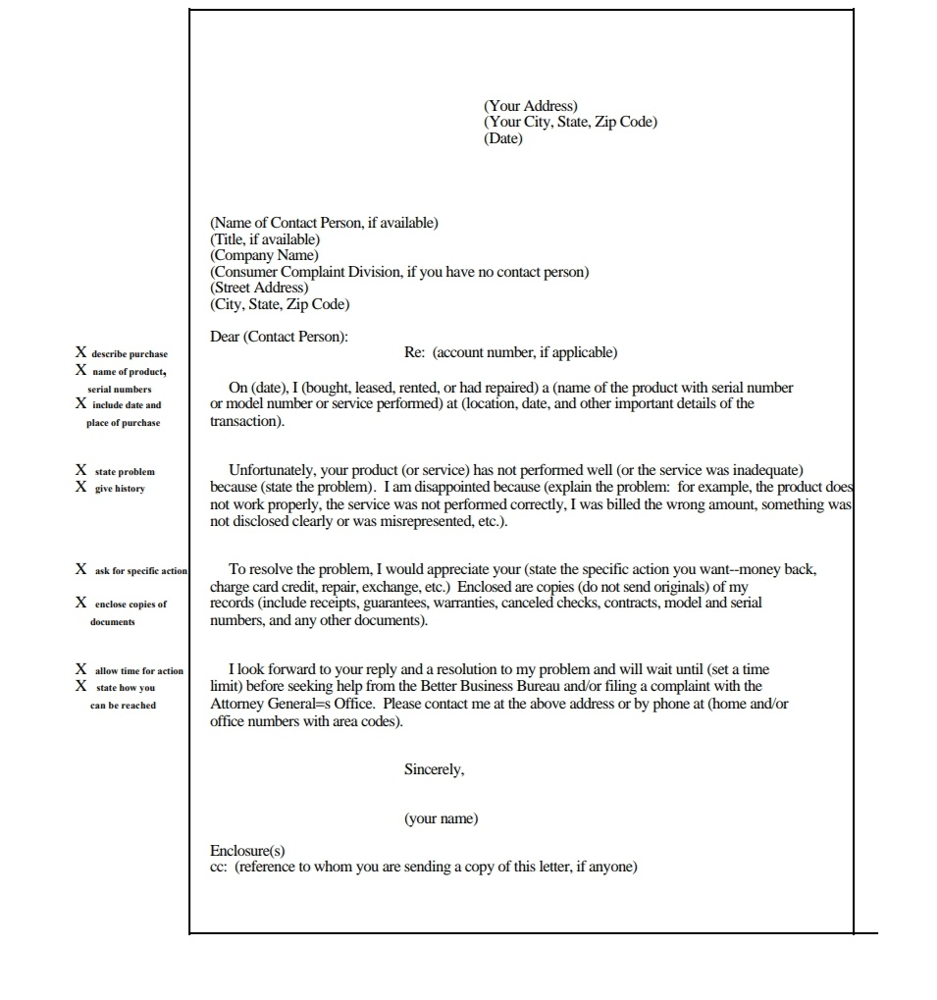 (Your Address)
(Your City, State, Zip Code)
(Date)
(Name of Contact Person, if available)
(Title, if available)
(Company Name)
(Consumer Complaint Division, if you have no contact person)
(Street Address)
(City, State, Zip Code)
Dear (Contact Person):
X describe purchase
Re: (account number, if applicable)
X name of product,
serial numbers
X include date and
place of purchase
On (date), I (bought, leased, rented, or had repaired) a (name of the product with serial number
or model number or service performed) at (location, date, and other important details of the
transaction).
X state problem
X give history
Unfortunately, your product (or service) has not performed well (or the service was inadequate)
because (state the problem). I am disappointed because (explain the problem: for example, the product does
not work properly, the service was not performed correctly, I was billed the wrong amount, something was
not disclosed clearly or was misrepresented, etc.).
X ask for specific action
X enclose copies of
documents
To resolve the problem, I would appreciate your (state the specific action you want--money back,
charge card credit, repair, exchange, etc.) Enclosed are copies (do not send originals) of my
records (include receipts, guarantees, warranties, canceled checks, contracts, model and serial
numbers, and any other documents).
X allow time for action
X state how you
can be reached
I look forward to your reply and a resolution to my problem and will wait until (set a time
limit) before seeking help from the Better Business Bureau and/or filing a complaint with the
Attorney General=s Office. Please contact me at the above address or by phone at (home and/or
office numbers with area codes).
Sincerely,
(your name)
Enclosure(s)
cc: (reference to whom you are sending a copy of this letter, if anyone)